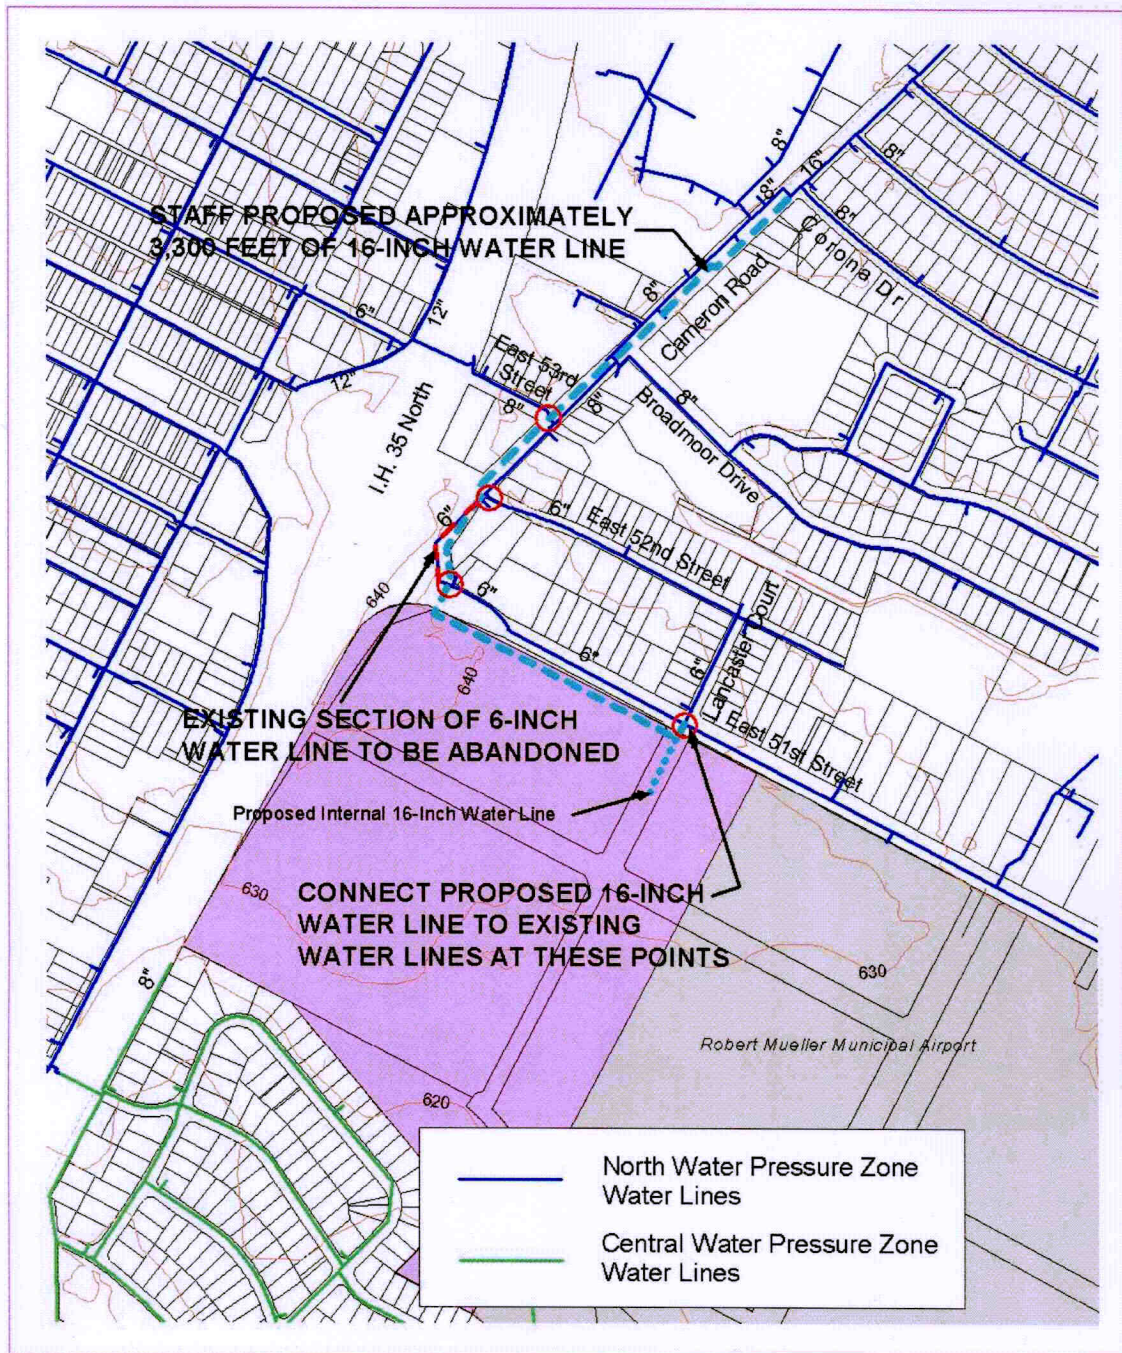 8"
16"
8"
8"
8"
STAFF PROPOSED APPROXIMATELY
3,300 FEET OF 16-INCH WATER LINE
Corona Dr
8"
Cameron Road
6"
12"
12"
East 53rd
Street
8"
8"
8"
Broadmoor Drive
I.H. 35 North
6"
6"
East 52nd Street
640
6"
6"
6"
Lancaster Court
640
East 51st Street
EXISTING SECTION OF 6-INCH
WATER LINE TO BE ABANDONED
Proposed Internal 16-Inch Water Line
630
CONNECT PROPOSED 16-INCH
WATER LINE TO EXISTING
WATER LINES AT THESE POINTS
8"
630
Robert Mueller Municipal Airport
620
North Water Pressure Zone
Water Lines
Central Water Pressure Zone
Water Lines